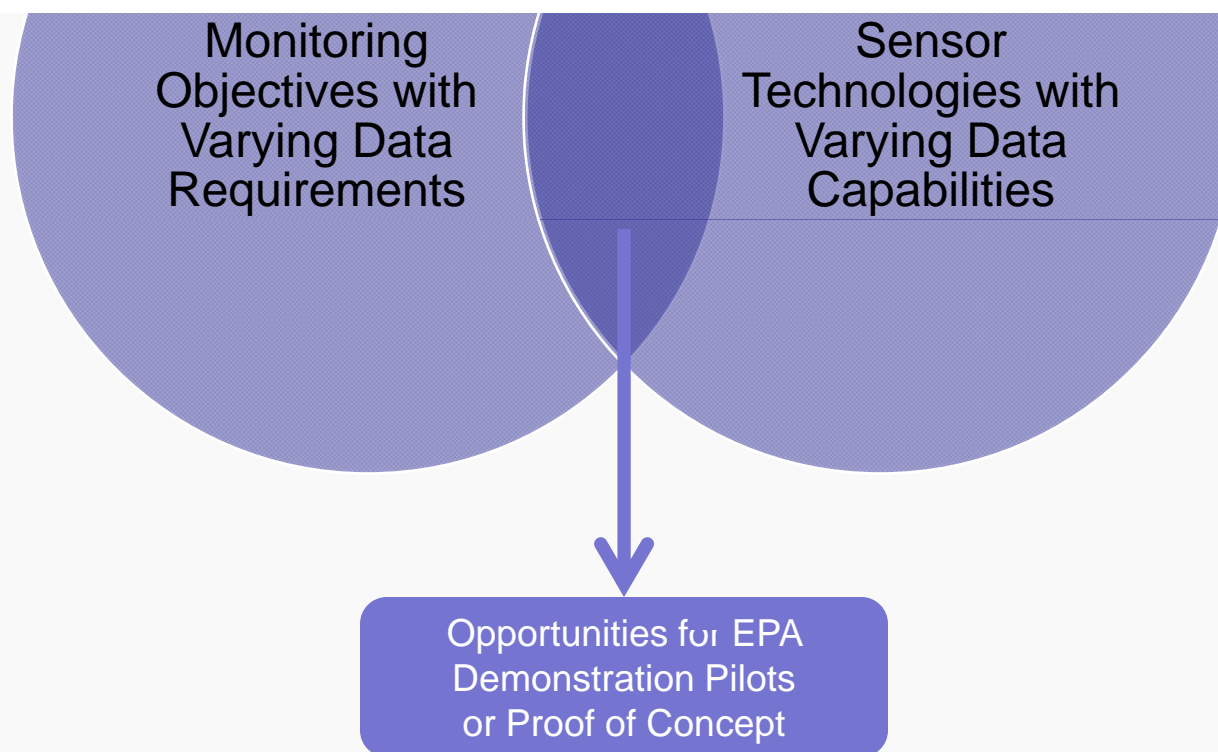 Monitoring
Objectives with
Varying Data
Requirements
Sensor
Technologies with
Varying Data
Capabilities
Opportunities for EPA
Demonstration Pilots
or Proof of Concept